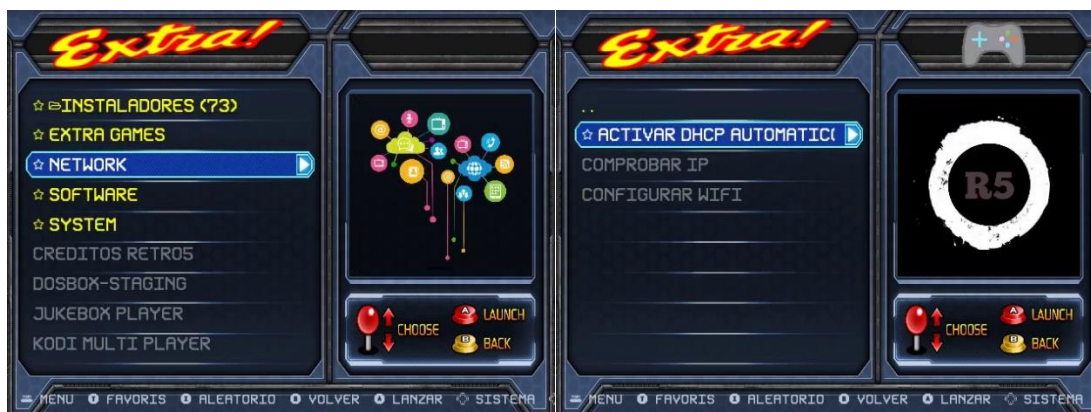 Extra!
☆ INSTALADORES (73)
☆ EXTRA GAMES
☆ NETWORK
☆ SOFTWARE
☆ SYSTEM
CREDITOS RETRO5
DOSBOX-STAGING
JUKEBOX PLAYER
KODI MULTI PLAYER
CHOOSE
A LAUNCH
B BACK
MENU Y FAVORIS X ALEATORIO B VOLVER A LANZAR SISTEMA
Extra!
..
☆ ACTIVAR DHCP AUTOMATIC(
COMPROBAR IP
CONFIGURAR WIFI
R5
CHOOSE
A LAUNCH
B BACK
MENU Y FAVORIS X ALEATORIO B VOLVER A LANZAR SISTEMA